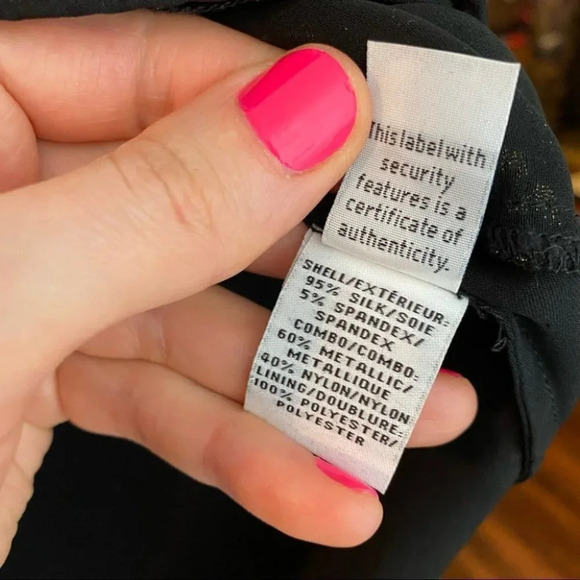 This label with
security
features is a
certificate of
authenticity.
SHELL/EXTÉRIEUR:
95% SILK/SOIE
5% SPANDEX/
SPANDEX
COMBO/COMBO:
60% METALLIC/
METALLIQUE
40% NYLON/NYLON
LINING/DOUBLURE:
100% POLYESTER/
POLYESTER